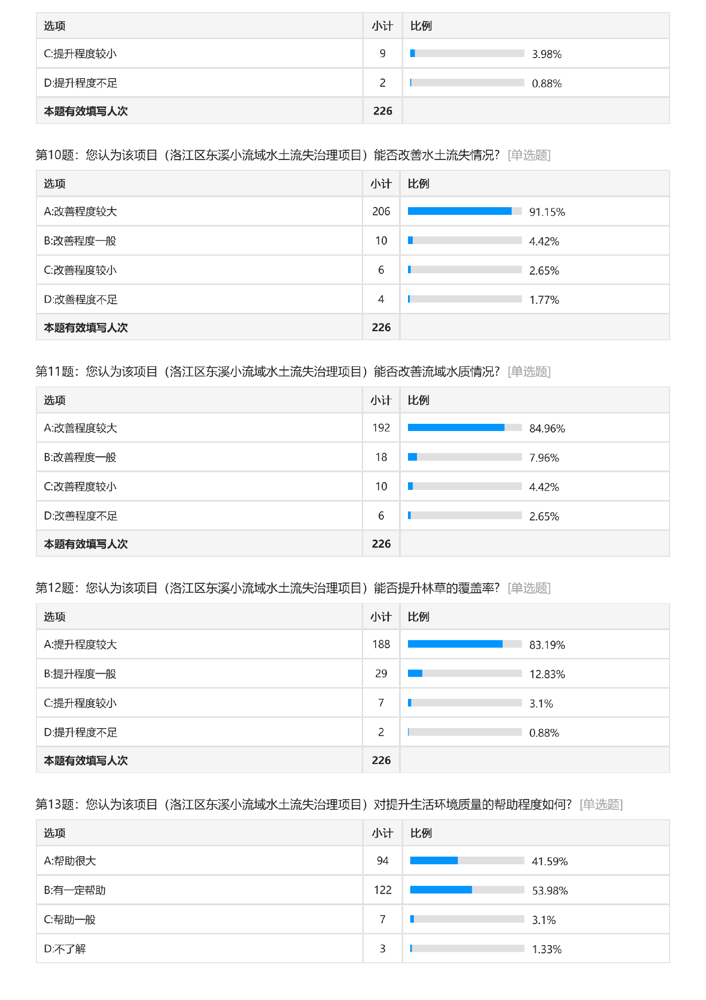 选项 小计 比例
C:提升程度较小 9 3.98%
D:提升程度不足 2 0.88%
本题有效填写人次 226
第10题：您认为该项目（洛江区东溪小流域水土流失治理项目）能否改善水土流失情况？ [单选题]
选项 小计 比例
A:改善程度较大 206 91.15%
B:改善程度一般 10 4.42%
C:改善程度较小 6 2.65%
D:改善程度不足 4 1.77%
本题有效填写人次 226
第11题：您认为该项目（洛江区东溪小流域水土流失治理项目）能否改善流域水质情况？ [单选题]
选项 小计 比例
A:改善程度较大 192 84.96%
B:改善程度一般 18 7.96%
C:改善程度较小 10 4.42%
D:改善程度不足 6 2.65%
本题有效填写人次 226
第12题：您认为该项目（洛江区东溪小流域水土流失治理项目）能否提升林草的覆盖率？ [单选题]
选项 小计 比例
A:提升程度较大 188 83.19%
B:提升程度一般 29 12.83%
C:提升程度较小 7 3.1%
D:提升程度不足 2 0.88%
本题有效填写人次 226
第13题：您认为该项目（洛江区东溪小流域水土流失治理项目）对提升生活环境质量的帮助程度如何？ [单选题]
选项 小计 比例
A:帮助很大 94 41.59%
B:有一定帮助 122 53.98%
C:帮助一般 7 3.1%
D:不了解 3 1.33%